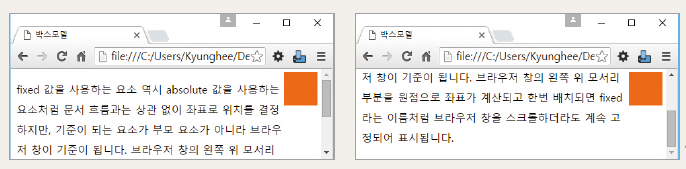 박스모델
file:///C:/Users/Kyunghee/De
fixed 값을 사용하는 요소 역시 absolute 값을 사용하는
요소처럼 문서 흐름과는 상관 없이 좌표로 위치를 결정
하지만, 기준이 되는 요소가 부모 요소가 아니라 브라우
저 창이 기준이 됩니다. 브라우저 창의 왼쪽 위 모서리
박스모델
file:///C:/Users/Kyunghee/De
저 창이 기준이 됩니다. 브라우저 창의 왼쪽 위 모서리
부분을 원점으로 좌표가 계산되고 한번 배치되면 fixed
라는 이름처럼 브라우저 창을 스크롤하더라도 계속 고
정되어 표시됩니다.